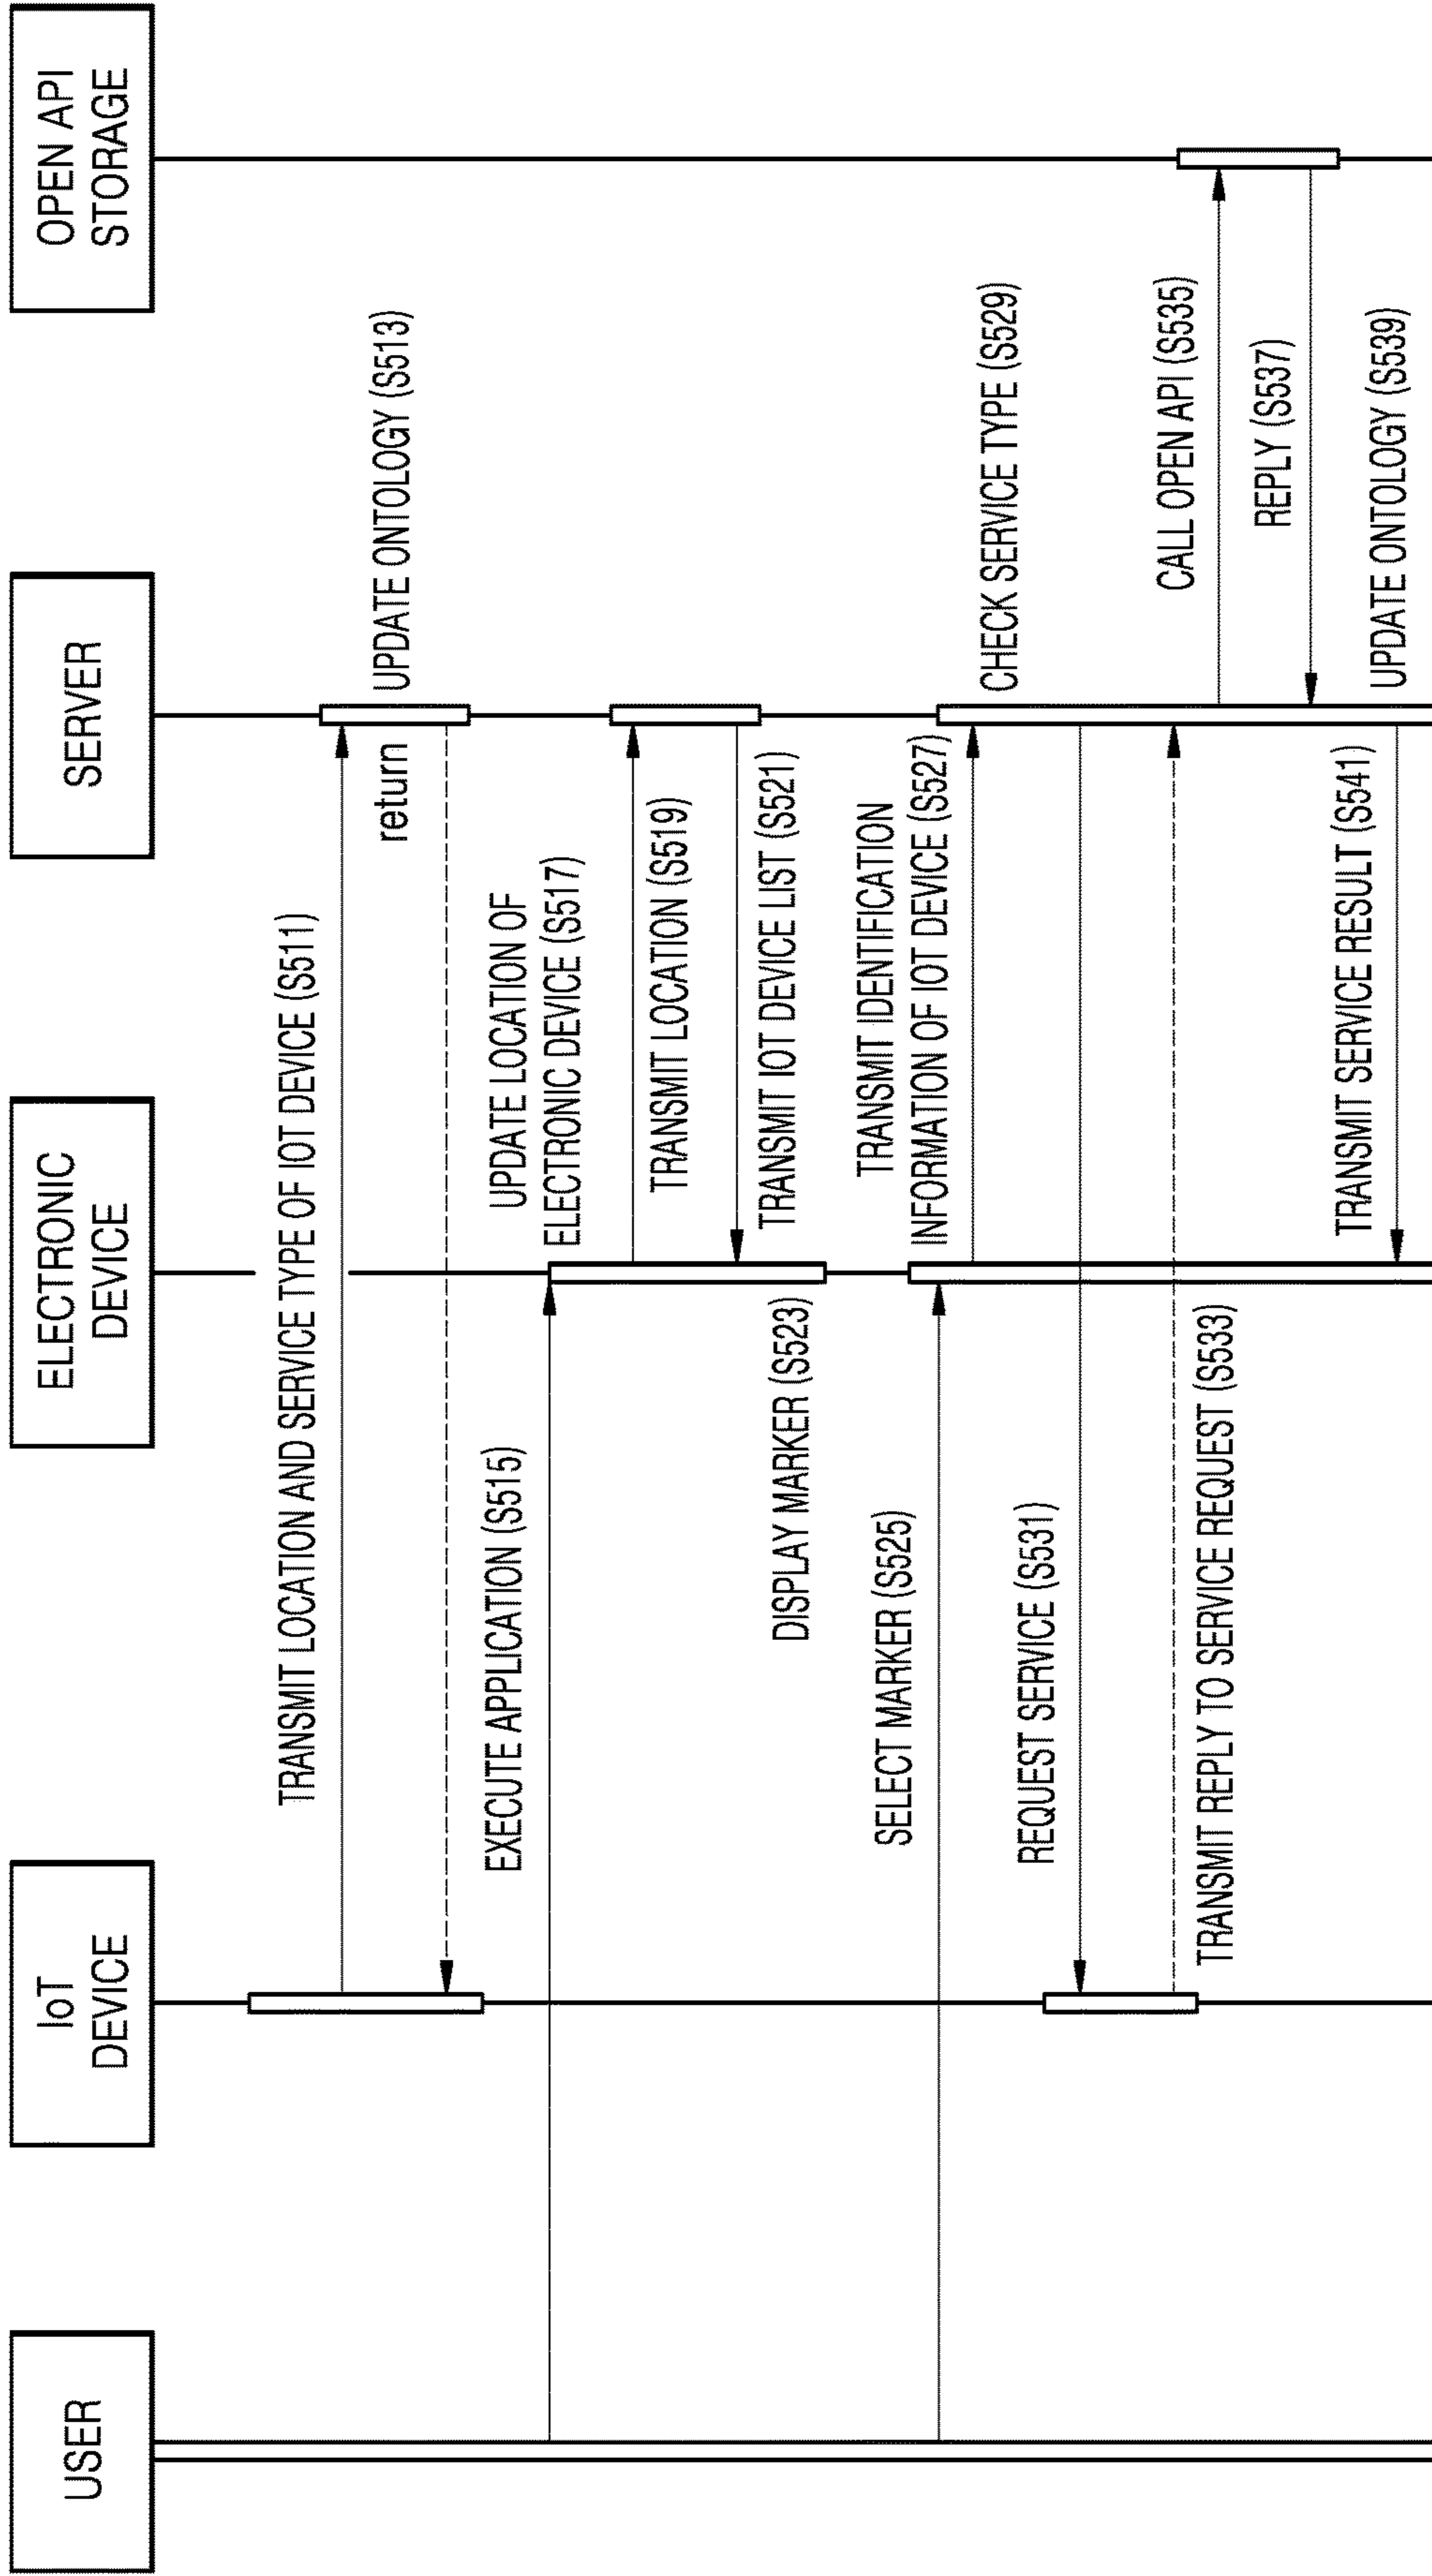 USER
IoT
DEVICE
ELECTRONIC
DEVICE
SERVER
OPEN API
STORAGE
TRANSMIT LOCATION AND SERVICE TYPE OF IOT DEVICE (S511)
UPDATE ONTOLOGY (S513)
return
EXECUTE APPLICATION (S515)
UPDATE LOCATION OF
ELECTRONIC DEVICE (S517)
TRANSMIT LOCATION (S519)
TRANSMIT IOT DEVICE LIST (S521)
DISPLAY MARKER (S523)
SELECT MARKER (S525)
TRANSMIT IDENTIFICATION
INFORMATION OF IOT DEVICE (S527)
CHECK SERVICE TYPE (S529)
REQUEST SERVICE (S531)
TRANSMIT REPLY TO SERVICE REQUEST (S533)
CALL OPEN API (S535)
REPLY (S537)
UPDATE ONTOLOGY (S539)
TRANSMIT SERVICE RESULT (S541)